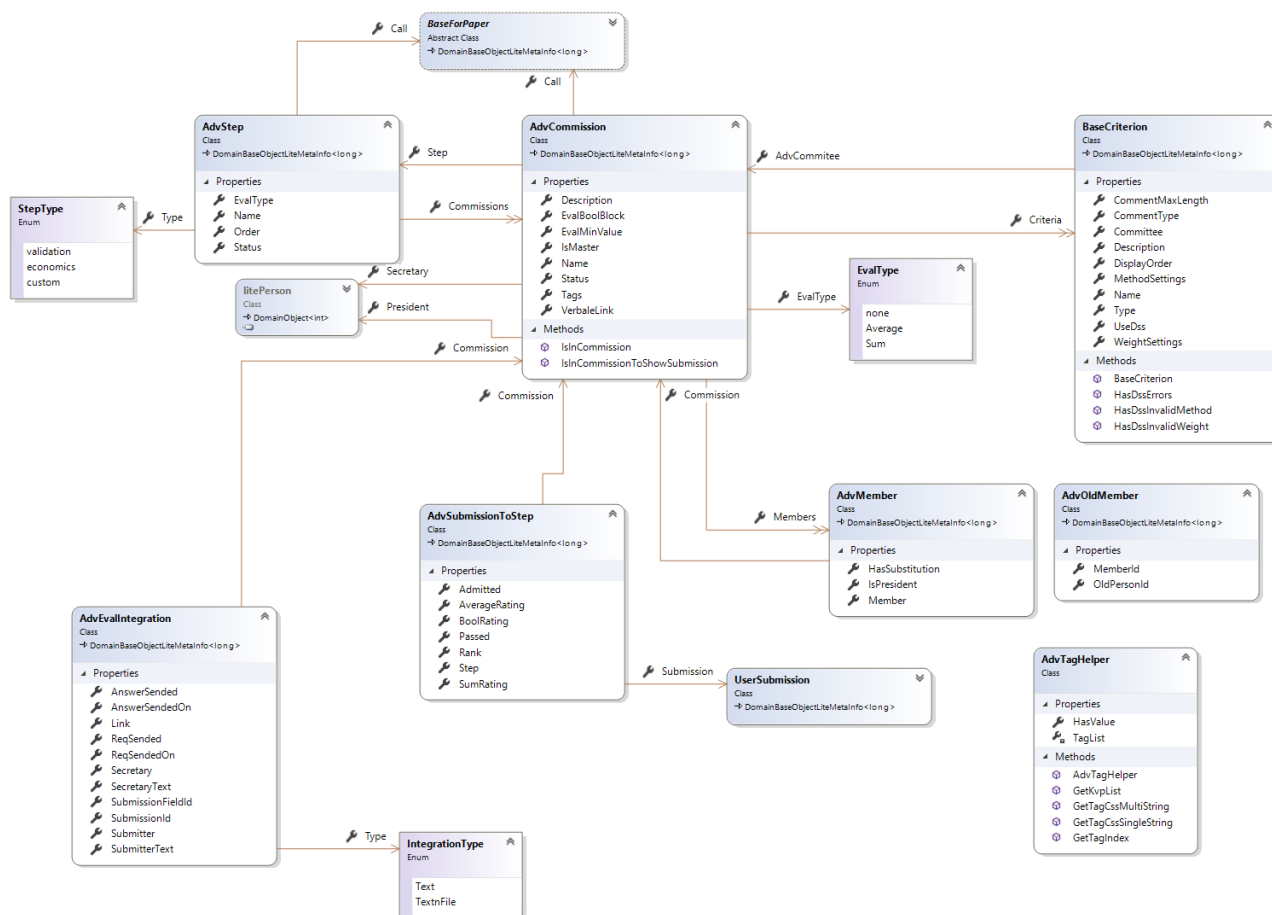 BaseForPaper
Abstract Class
DomainBaseObjectLiteMetaInfo<long>
Call
Call
AdvStep
Class
DomainBaseObjectLiteMetaInfo<long>
Properties
EvalType
Name
Order
Status
Step
Commissions
AdvCommission
Class
DomainBaseObjectLiteMetaInfo<long>
Properties
Description
EvalBoolBlock
EvalMinValue
IsMaster
Name
Status
Tags
VerbaleLink
Methods
IsInCommission
IsInCommissionToShowSubmission
AdvCommitee
Criteria
BaseCriterion
Class
DomainBaseObjectLiteMetaInfo<long>
Properties
CommentMaxLength
CommentType
Committee
Description
DisplayOrder
MethodSettings
Name
Type
UseDss
WeightSettings
Methods
BaseCriterion
HasDssErrors
HasDssInvalidMethod
HasDssInvalidWeight
StepType
Enum
validation
economics
custom
Type
litePerson
Class
DomainObject<int>
Secretary
President
EvalType
EvalType
Enum
none
Average
Sum
Commission
Commission
Commission
AdvSubmissionToStep
Class
DomainBaseObjectLiteMetaInfo<long>
Properties
Admitted
AverageRating
BoolRating
Passed
Rank
Step
SumRating
Members
AdvMember
Class
DomainBaseObjectLiteMetaInfo<long>
Properties
HasSubstitution
IsPresident
Member
AdvOldMember
Class
DomainBaseObjectLiteMetaInfo<long>
Properties
MemberId
OldPersonId
AdvEvalIntegration
Class
DomainBaseObjectLiteMetaInfo<long>
Properties
AnswerSended
AnswerSendedOn
Link
ReqSended
ReqSendedOn
Secretary
SecretaryText
SubmissionFieldId
SubmissionId
Submitter
SubmitterText
Submission
UserSubmission
Class
DomainBaseObjectLiteMetaInfo<long>
AdvTagHelper
Class
Properties
HasValue
TagList
Methods
AdvTagHelper
GetKvpList
GetTagCssMultiString
GetTagCssSingleString
GetTagIndex
Type
IntegrationType
Enum
Text
TextnFile